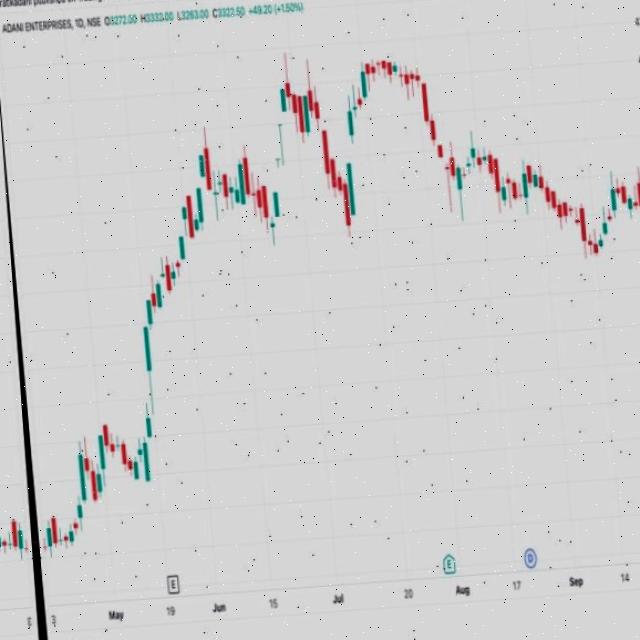 ADANI ENTERPRISES, 1D, NSE O3272.00 H3333.00 L3263.00 C3322.50 +49.20 (+1.50%)
E
E
D
May 19 Jun 15 Jul 20 Aug 17 Sep 14